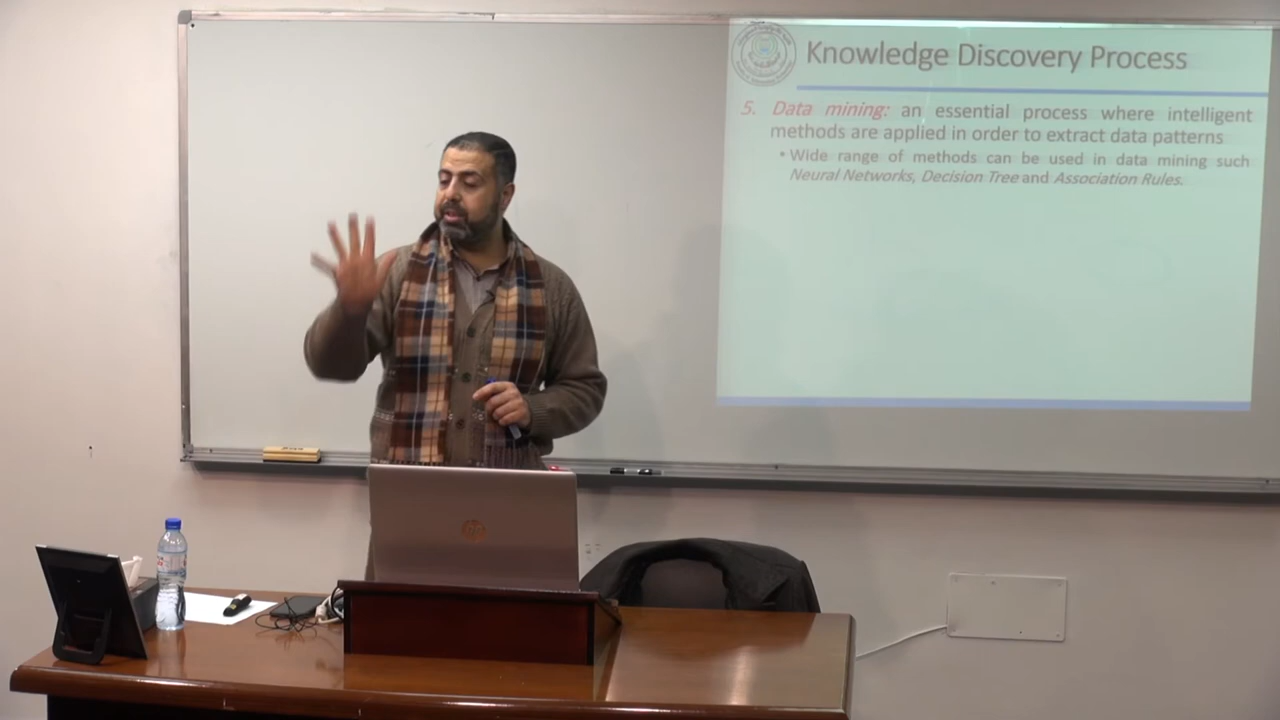 Knowledge Discovery Process
5. Data mining: an essential process where intelligent
methods are applied in order to extract data patterns
• Wide range of methods can be used in data mining such
Neural Networks, Decision Tree and Association Rules.
hp